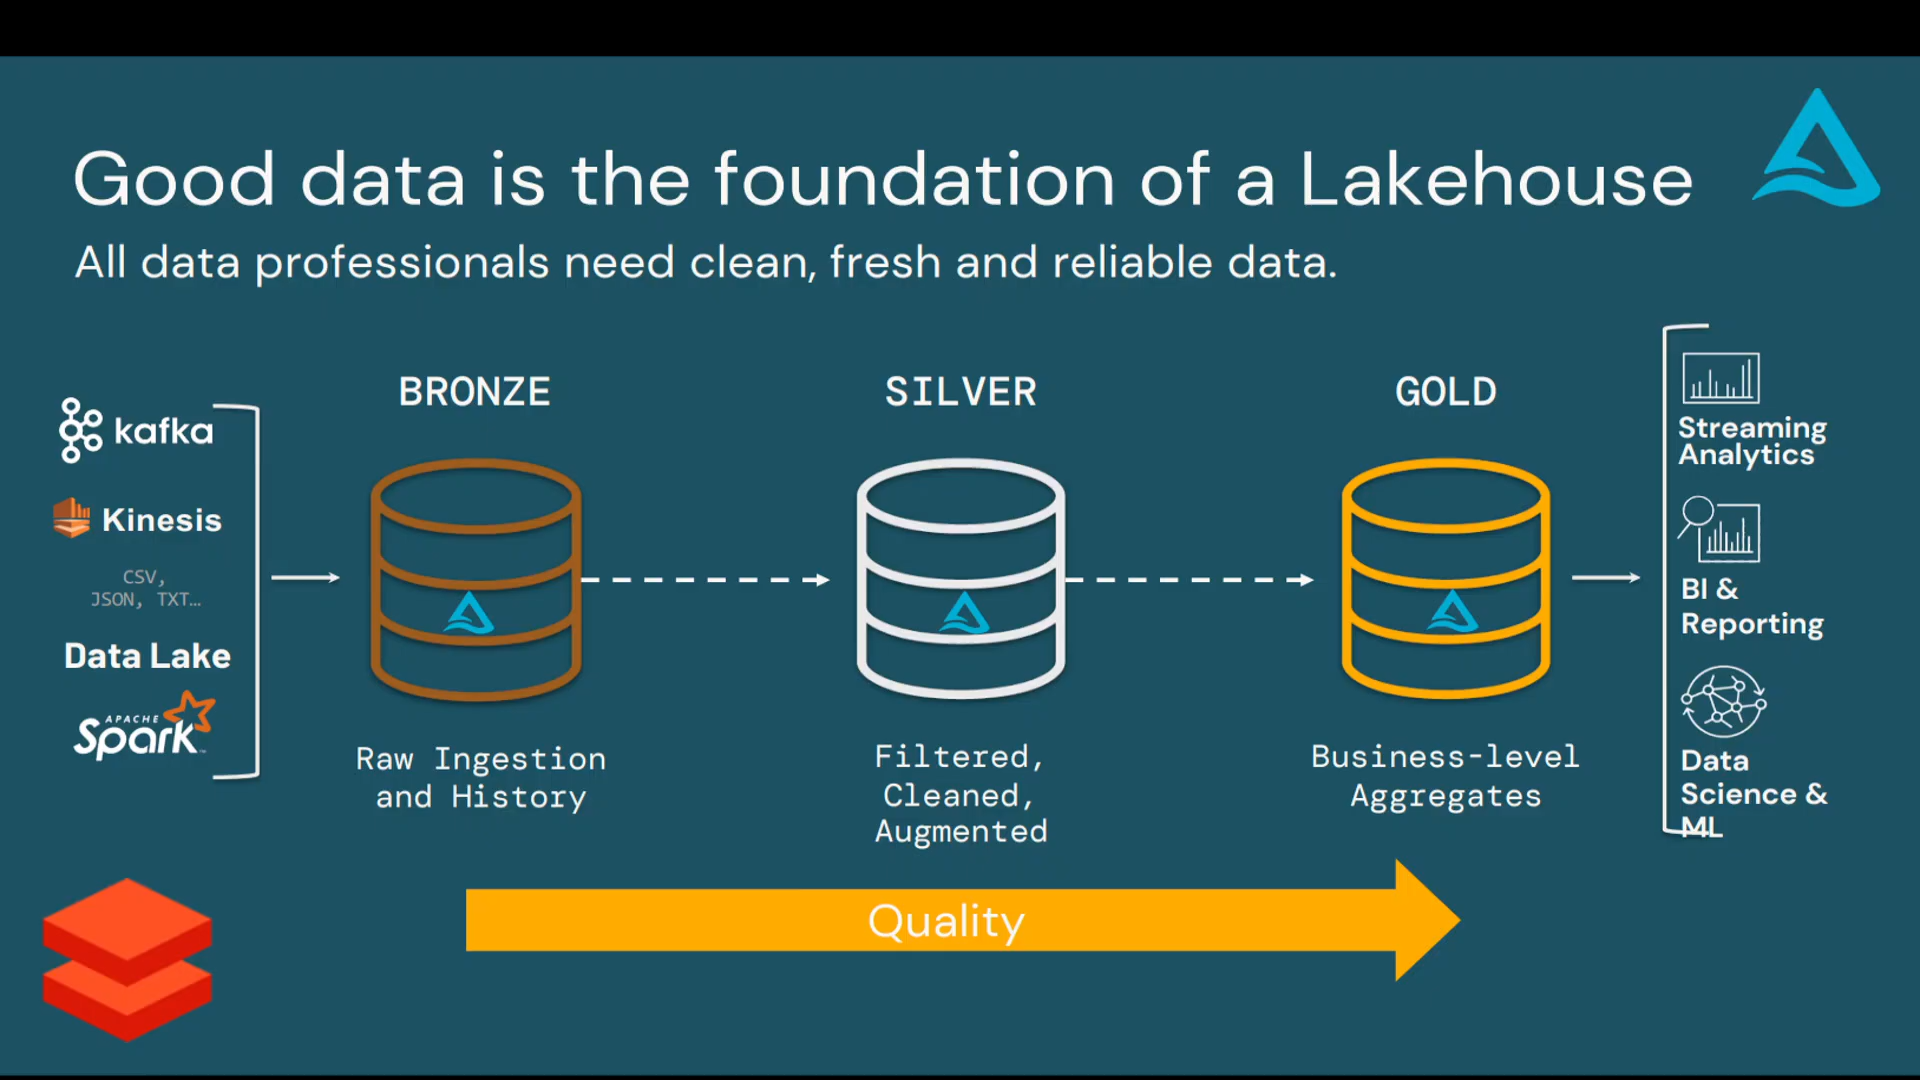 Good data is the foundation of a Lakehouse
All data professionals need clean, fresh and reliable data.
kafka
Kinesis
CSV,
JSON, TXT...
Data Lake
APACHE
Spark™
BRONZE
Raw Ingestion
and History
SILVER
Filtered,
Cleaned,
Augmented
GOLD
Business-level
Aggregates
Streaming
Analytics
BI &
Reporting
Data
Science &
ML
Quality